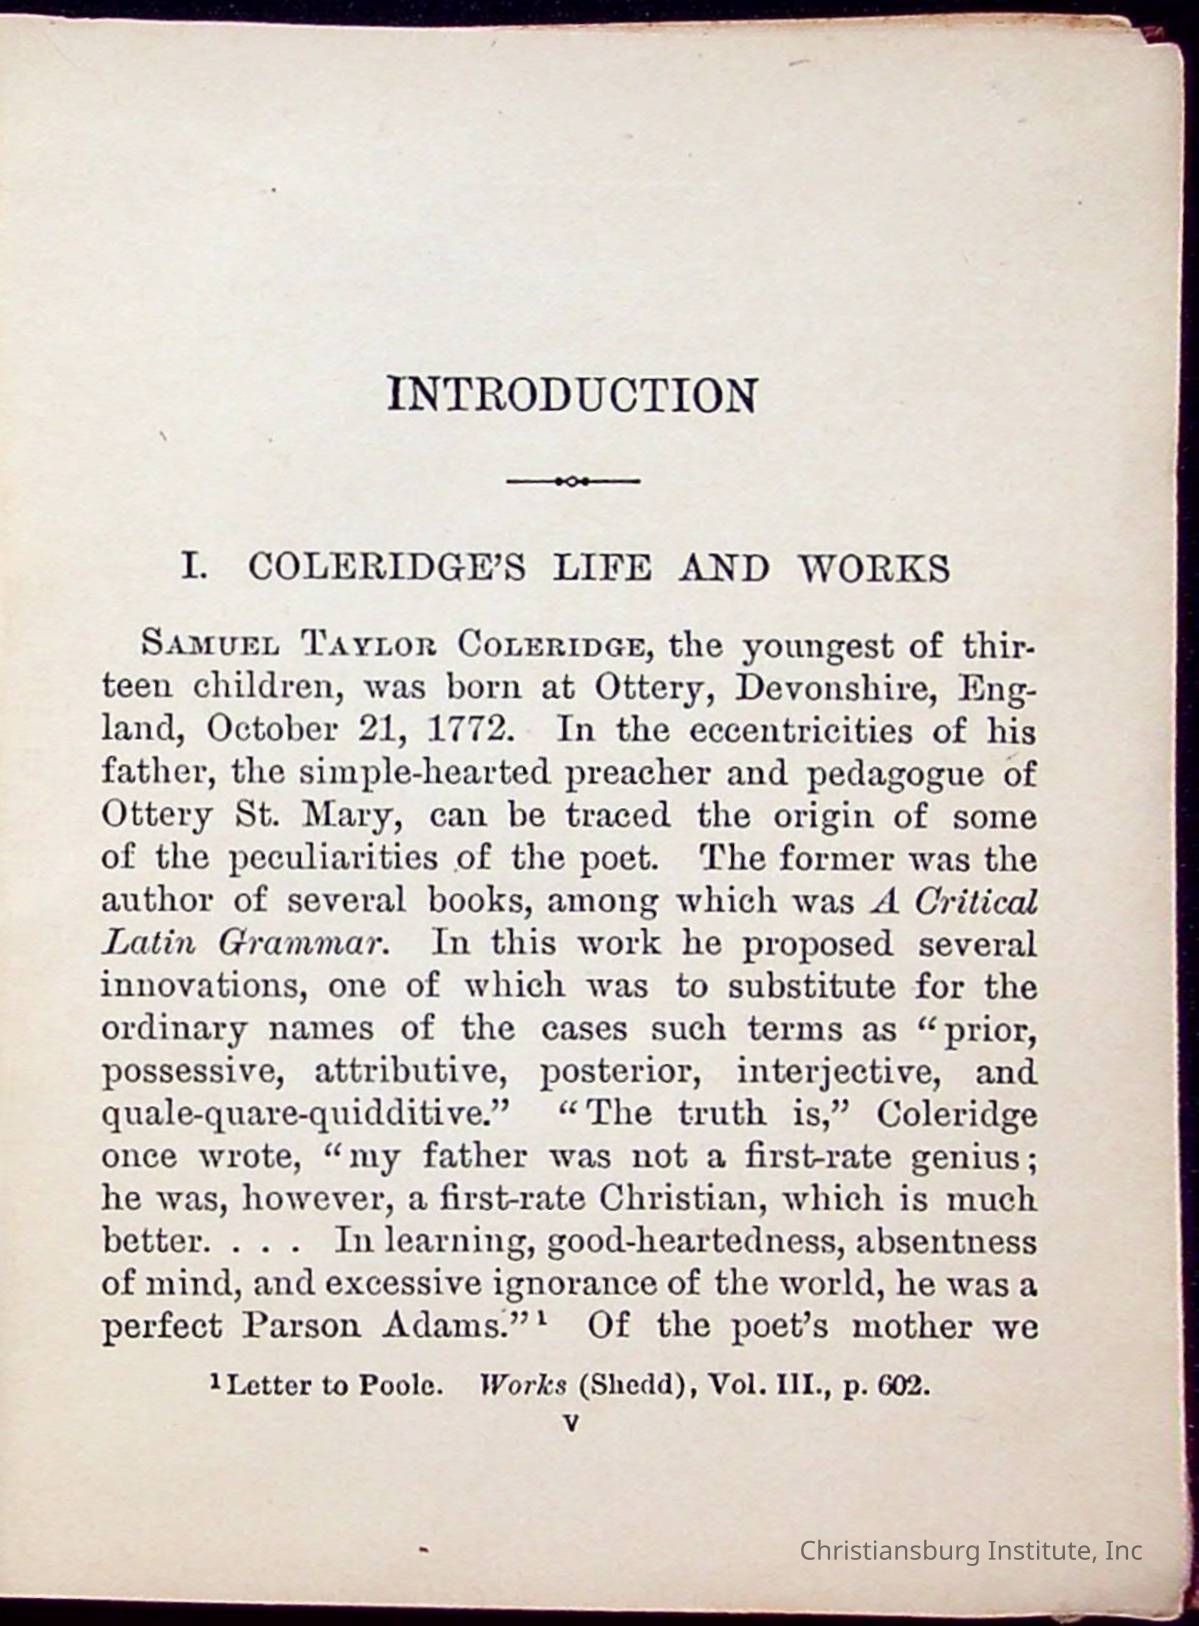 INTRODUCTION
I. COLERIDGE'S LIFE AND WORKS
SAMUEL TAYLOR COLERIDGE, the youngest of thir-
teen children, was born at Ottery, Devonshire, Eng-
land, October 21, 1772. In the eccentricities of his
father, the simple-hearted preacher and pedagogue of
Ottery St. Mary, can be traced the origin of some
of the peculiarities of the poet. The former was the
author of several books, among which was A Critical
Latin Grammar. In this work he proposed several
innovations, one of which was to substitute for the
ordinary names of the cases such terms as "prior,
possessive, attributive, posterior, interjective, and
quale-quare-quidditive." "The truth is," Coleridge
once wrote, "my father was not a first-rate genius;
he was, however, a first-rate Christian, which is much
better. . . . In learning, good-heartedness, absentness
of mind, and excessive ignorance of the world, he was a
perfect Parson Adams."¹ Of the poet's mother we
¹ Letter to Poole. Works (Shedd), Vol. III., p. 602.
v
Christiansburg Institute, Inc